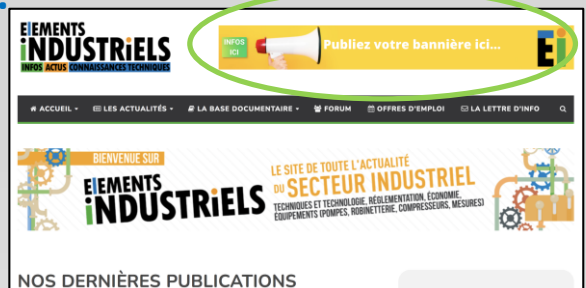 ElEMENTS
iNDUSTRiELS
INFOS ACTUS CONNAISSANCES TECHNIQUES
INFOS
ICI
Publiez votre bannière ici...
Ei
ACCUEIL
LES ACTUALITÉS
LA BASE DOCUMENTAIRE
FORUM
OFFRES D'EMPLOI
LA LETTRE D'INFO
BIENVENUE SUR
ElEMENTS
iNDUSTRiELS
LE SITE DE TOUTE L'ACTUALITÉ
DU SECTEUR INDUSTRIEL
TECHNIQUES ET TECHNOLOGIE, RÉGLEMENTATION, ÉCONOMIE,
ÉQUIPEMENTS (POMPES, ROBINETTERIE, COMPRESSEURS, MESURES)
NOS DERNIÈRES PUBLICATIONS